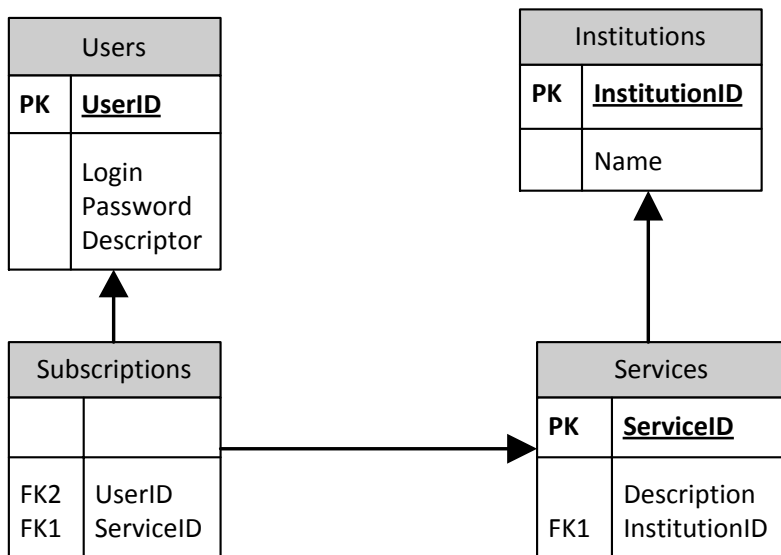 Users
PK UserID
Login
Password
Descriptor
Institutions
PK InstitutionID
Name
Subscriptions
FK2 UserID
FK1 ServiceID
Services
PK ServiceID
Description
FK1 InstitutionID